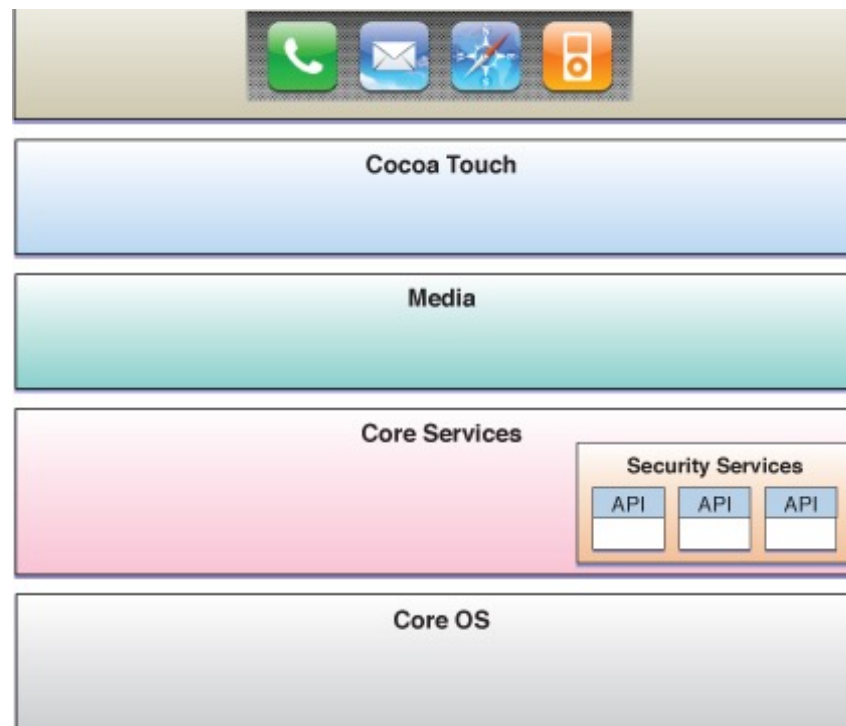 Cocoa Touch
Media
Core Services
Security Services
API API API
Core OS